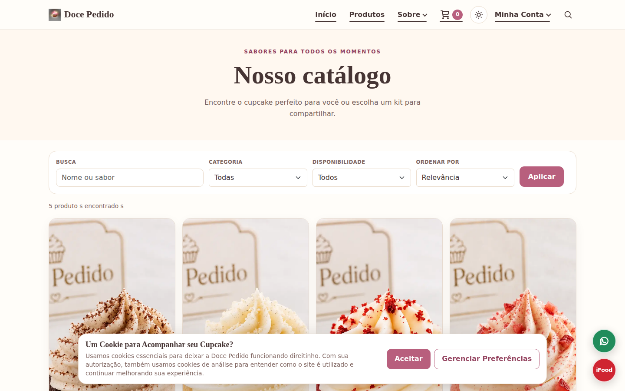 Doce Pedido
Início
Produtos
Sobre
0
Minha Conta
SABORES PARA TODOS OS MOMENTOS
Nosso catálogo
Encontre o cupcake perfeito para você ou escolha um kit para
compartilhar.
BUSCA
CATEGORIA
DISPONIBILIDADE
ORDENAR POR
Nome ou sabor
Todas
Todos
Relevância
Aplicar
5 produto s encontrado s
Pedido
Pedido
Pedido
Pedido
Um Cookie para Acompanhar seu Cupcake?
Usamos cookies essenciais para deixar a Doce Pedido funcionando direitinho. Com sua
autorização, também usamos cookies de análise para entender como o site é utilizado e
continuar melhorando sua experiência.
Aceitar
Gerenciar Preferências
iFood